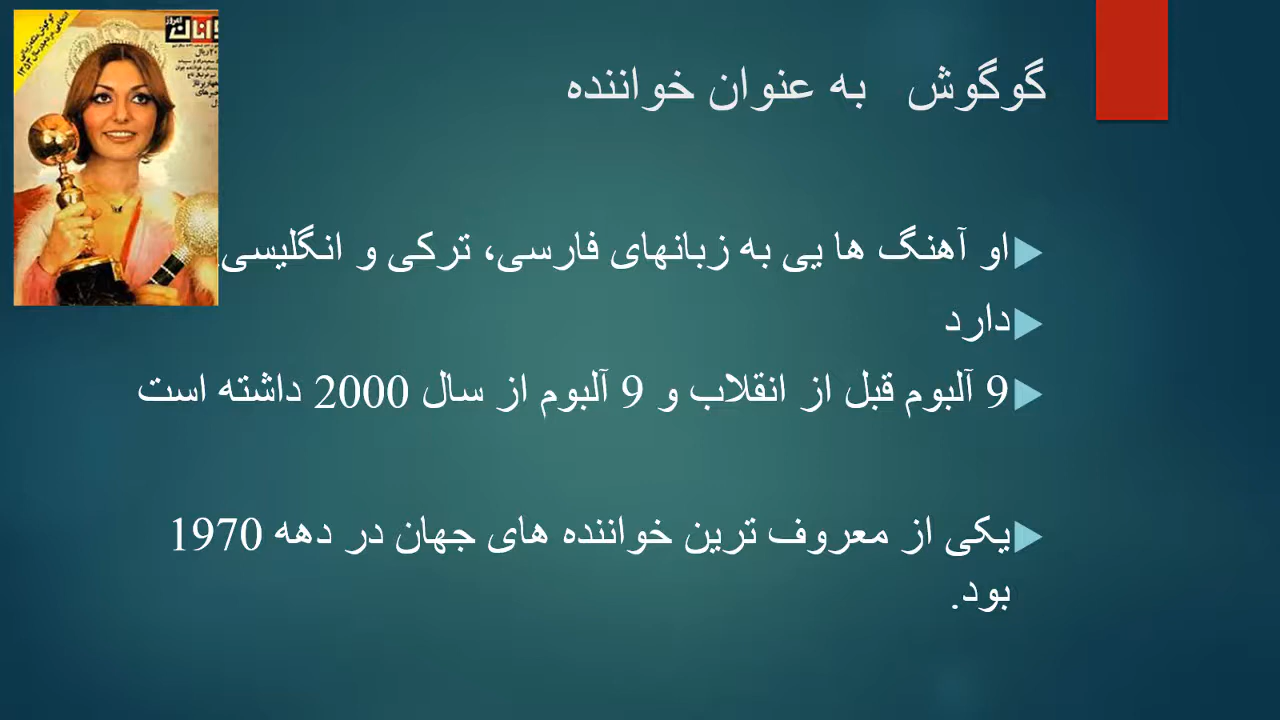 گوگوش به عنوان خواننده
او آهنگ ها یی به زبانهای فارسی، ترکی و انگلیسی
دارد
9 آلبوم قبل از انقلاب و 9 آلبوم از سال 2000 داشته است
یکی از معروف ترین خواننده های جهان در دهه 1970
بود.